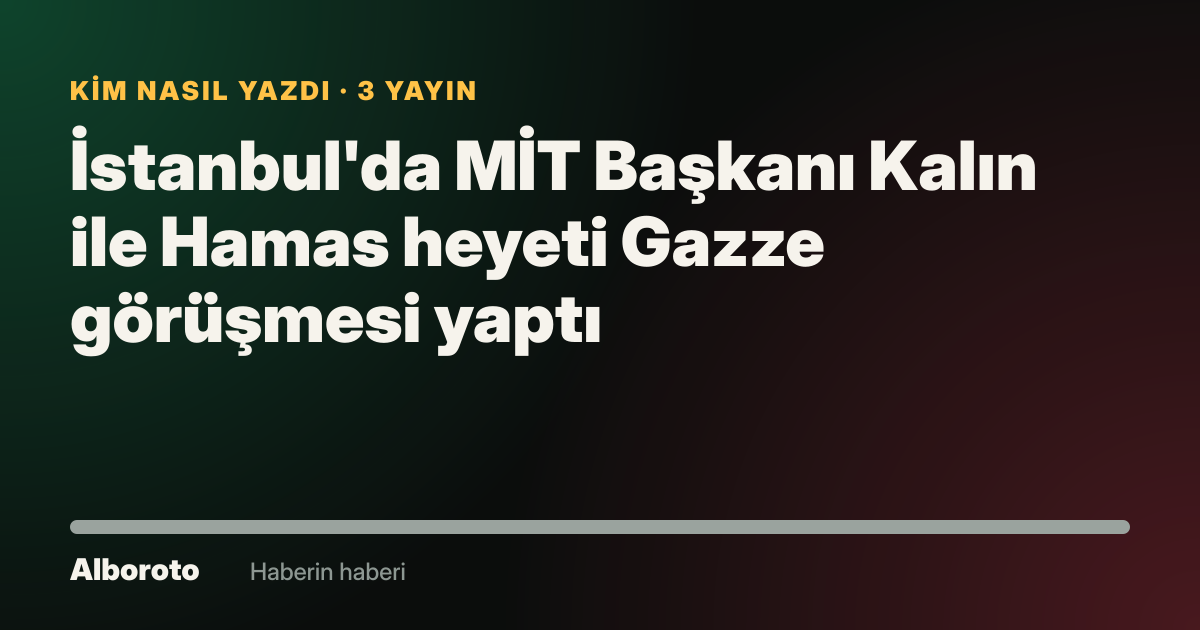 KİM NASIL YAZDI · 3 YAYIN
İstanbul'da MİT Başkanı Kalın
ile Hamas heyeti Gazze
görüşmesi yaptı
Alboroto
Haberin haberi